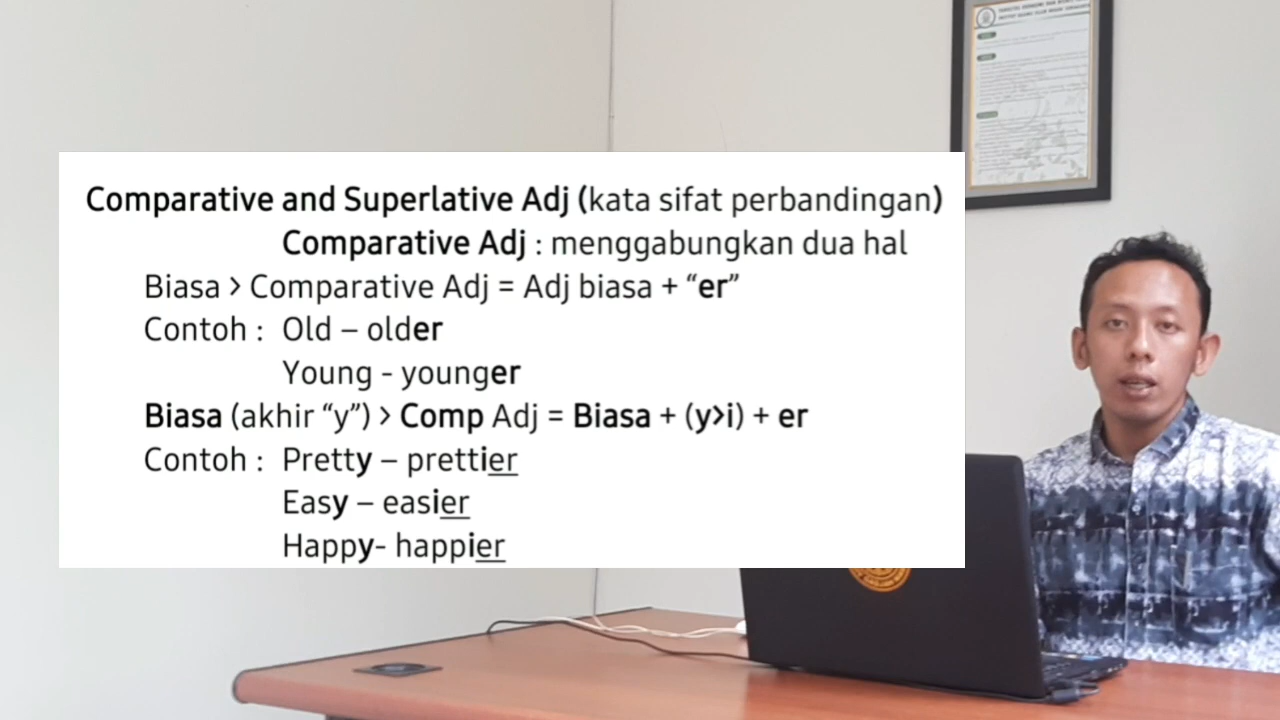 Comparative and Superlative Adj (kata sifat perbandingan)
Comparative Adj : menggabungkan dua hal
Biasa > Comparative Adj = Adj biasa + “er”
Contoh : Old – older
Young - younger
Biasa (akhir “y”) > Comp Adj = Biasa + (y>i) + er
Contoh : Pretty – prettier
Easy – easier
Happy- happier